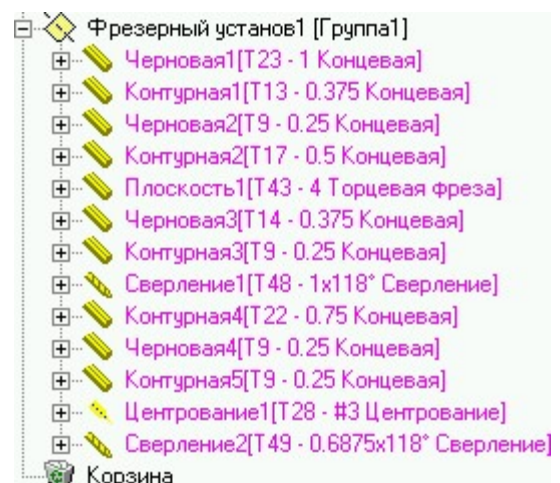 Фрезерный установ1 [Группа1]
Черновая1[T23 - 1 Концевая]
Контурная1[T13 - 0.375 Концевая]
Черновая2[T9 - 0.25 Концевая]
Контурная2[T17 - 0.5 Концевая]
Плоскость1[T43 - 4 Торцевая фреза]
Черновая3[T14 - 0.375 Концевая]
Контурная3[T9 - 0.25 Концевая]
Сверление1[T48 - 1x118° Сверление]
Контурная4[T22 - 0.75 Концевая]
Черновая4[T9 - 0.25 Концевая]
Контурная5[T9 - 0.25 Концевая]
Центрование1[T28 - #3 Центрование]
Сверление2[T49 - 0.6875x118° Сверление]
Корзина